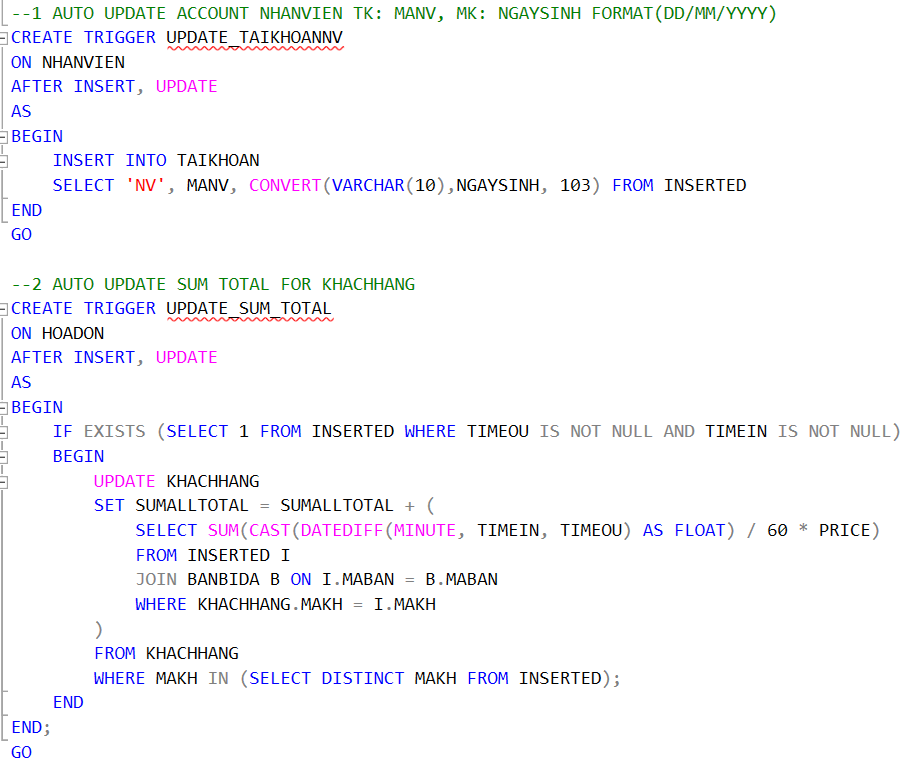 --1 AUTO UPDATE ACCOUNT NHANVIEN TK: MANV, MK: NGAYSINH FORMAT(DD/MM/YYYY)
CREATE TRIGGER UPDATE_TAIKHOANNV
ON NHANVIEN
AFTER INSERT, UPDATE
AS
BEGIN
    INSERT INTO TAIKHOAN
    SELECT 'NV', MANV, CONVERT(VARCHAR(10),NGAYSINH, 103) FROM INSERTED
END
GO

--2 AUTO UPDATE SUM TOTAL FOR KHACHHANG
CREATE TRIGGER UPDATE_SUM_TOTAL
ON HOADON
AFTER INSERT, UPDATE
AS
BEGIN
    IF EXISTS (SELECT 1 FROM INSERTED WHERE TIMEOU IS NOT NULL AND TIMEIN IS NOT NULL)
    BEGIN
        UPDATE KHACHHANG
        SET SUMALLTOTAL = SUMALLTOTAL + (
            SELECT SUM(CAST(DATEDIFF(MINUTE, TIMEIN, TIMEOU) AS FLOAT) / 60 * PRICE)
            FROM INSERTED I
            JOIN BANBIDA B ON I.MABAN = B.MABAN
            WHERE KHACHHANG.MAKH = I.MAKH
        )
        FROM KHACHHANG
        WHERE MAKH IN (SELECT DISTINCT MAKH FROM INSERTED);
    END
END;
GO